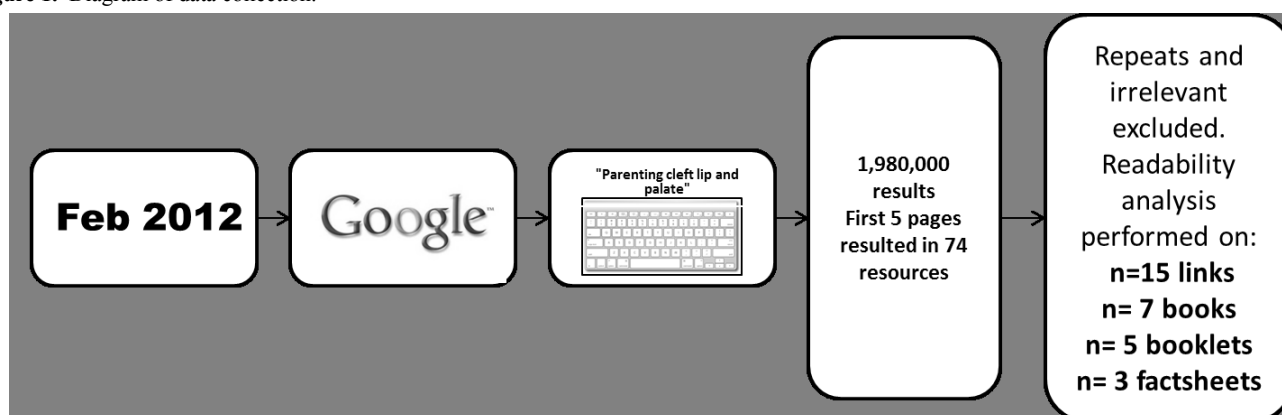 Figure 1. Diagram of data collection.
Feb 2012
Google™
"Parenting cleft lip and
palate"
1,980,000
results
First 5 pages
resulted in 74
resources
Repeats and
irrelevant
excluded.
Readability
analysis
performed on:
n=15 links
n= 7 books
n= 5 booklets
n= 3 factsheets